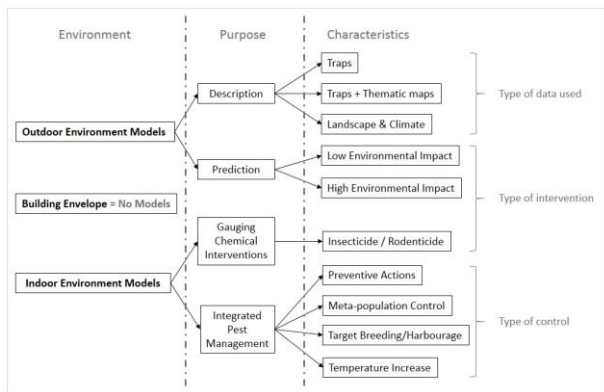 Environment
Purpose
Characteristics
Traps
Description
Traps + Thematic maps
Type of data used
Outdoor Environment Models
Landscape & Climate
Prediction
Low Environmental Impact
High Environmental Impact
Type of intervention
Building Envelope = No Models
Gauging
Chemical
Interventions
Insecticide / Rodenticide
Indoor Environment Models
Preventive Actions
Integrated
Pest
Management
Meta-population Control
Target Breeding/Harbourage
Type of control
Temperature Increase